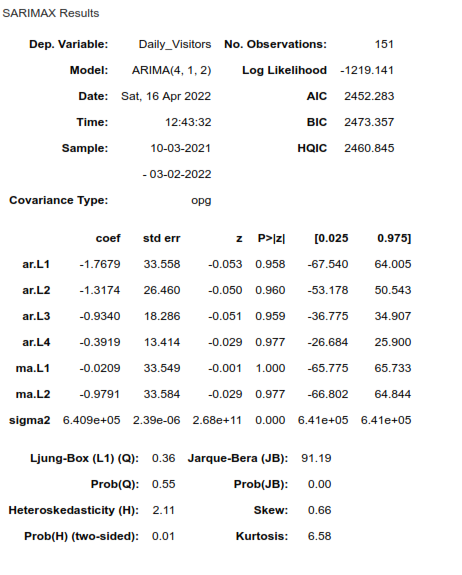 SARIMAX Results
Dep. Variable: Daily_Visitors No. Observations: 151
Model: ARIMA(4, 1, 2) Log Likelihood -1219.141
Date: Sat, 16 Apr 2022 AIC 2452.283
Time: 12:43:32 BIC 2473.357
Sample: 10-03-2021 HQIC 2460.845
- 03-02-2022
Covariance Type: opg
coef std err z P>|z| [0.025 0.975]
ar.L1 -1.7679 33.558 -0.053 0.958 -67.540 64.005
ar.L2 -1.3174 26.460 -0.050 0.960 -53.178 50.543
ar.L3 -0.9340 18.286 -0.051 0.959 -36.775 34.907
ar.L4 -0.3919 13.414 -0.029 0.977 -26.684 25.900
ma.L1 -0.0209 33.549 -0.001 1.000 -65.775 65.733
ma.L2 -0.9791 33.584 -0.029 0.977 -66.802 64.844
sigma2 6.409e+05 2.39e-06 2.68e+11 0.000 6.41e+05 6.41e+05
Ljung-Box (L1) (Q): 0.36 Jarque-Bera (JB): 91.19
Prob(Q): 0.55 Prob(JB): 0.00
Heteroskedasticity (H): 2.11 Skew: 0.66
Prob(H) (two-sided): 0.01 Kurtosis: 6.58